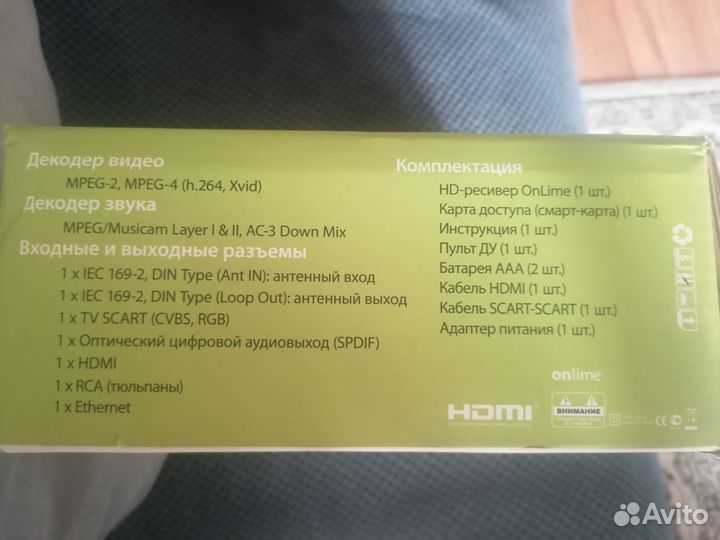 Декодер видео
MPEG-2, MPEG-4 (h.264, Xvid)
Декодер звука
MPEG/Musicam Layer I & II, AC-3 Down Mix
Входные и выходные разъемы
1 x IEC 169-2, DIN Type (Ant IN): антенный вход
1 x IEC 169-2, DIN Type (Loop Out): антенный выход
1 x TV SCART (CVBS, RGB)
1 x Оптический цифровой аудиовыход (SPDIF)
1 x HDMI
1 x RCA (тюльпаны)
1 x Ethernet
Комплектация
HD-ресивер OnLime (1 шт.)
Карта доступа (смарт-карта) (1 шт.)
Инструкция (1 шт.)
Пульт ДУ (1 шт.)
Батарея AAA (2 шт.)
Кабель HDMI (1 шт.)
Кабель SCART-SCART (1 шт.)
Адаптер питания (1 шт.)
onlime
HDMI
ВНИМАНИЕ
CE
Avito